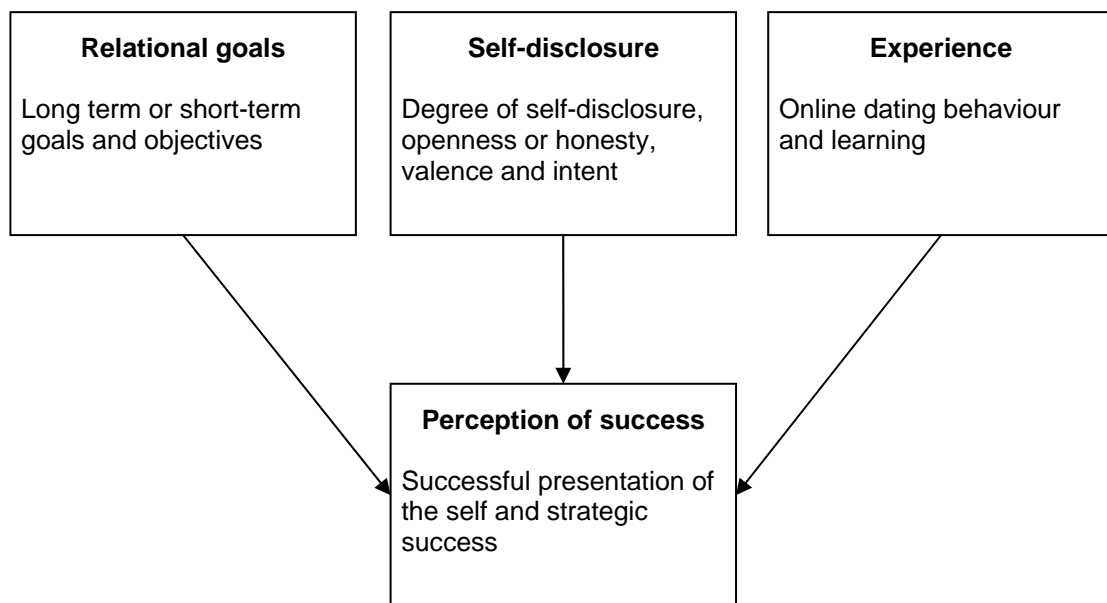 Relational goals
Long term or short-term
goals and objectives
Self-disclosure
Degree of self-disclosure,
openness or honesty,
valence and intent
Experience
Online dating behaviour
and learning
Perception of success
Successful presentation of
the self and strategic
success